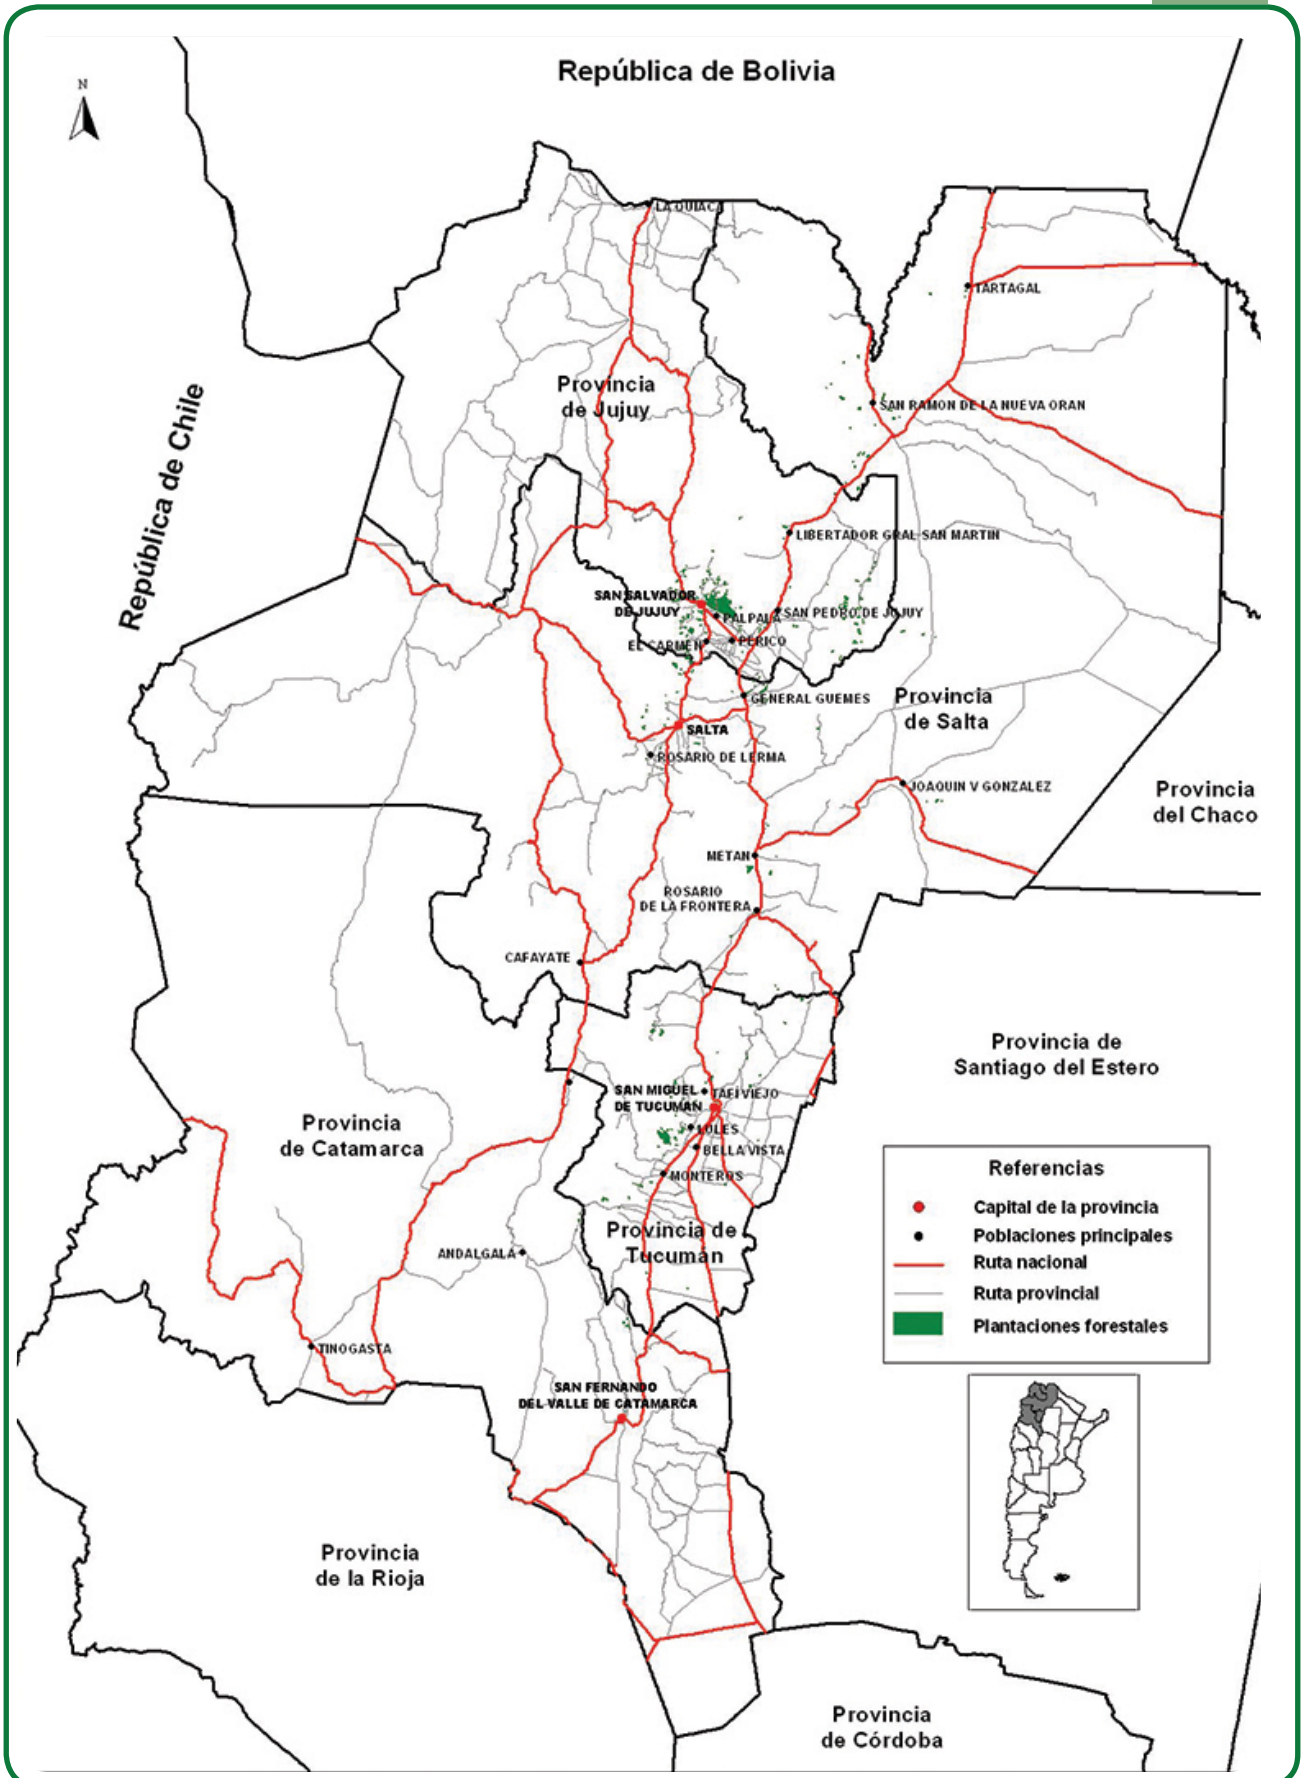 República de Bolivia
N
LA QUIACA
TARTAGAL
República de Chile
Provincia
de Jujuy
SAN RAMON DE LA NUEVA ORAN
LIBERTADOR GRAL SAN MARTIN
SAN SALVADOR
DE JUJUY
PALPALA
SAN PEDRO DE JUJUY
EL CARMEN
PERICO
GENERAL GUEMES
Provincia
de Salta
SALTA
ROSARIO DE LERMA
JOAQUIN V GONZALEZ
Provincia
del Chaco
METAN
ROSARIO
DE LA FRONTERA
CAFAYATE
Provincia de
Santiago del Estero
SAN MIGUEL
DE TUCUMAN
TAFI VIEJO
LULES
BELLA VISTA
MONTEROS
Provincia
de Catamarca
Provincia de
Tucumán
ANDALGALA
TINOGASTA
SAN FERNANDO
DEL VALLE DE CATAMARCA
Referencias
Capital de la provincia
Poblaciones principales
Ruta nacional
Ruta provincial
Plantaciones forestales
Provincia
de la Rioja
Provincia
de Córdoba